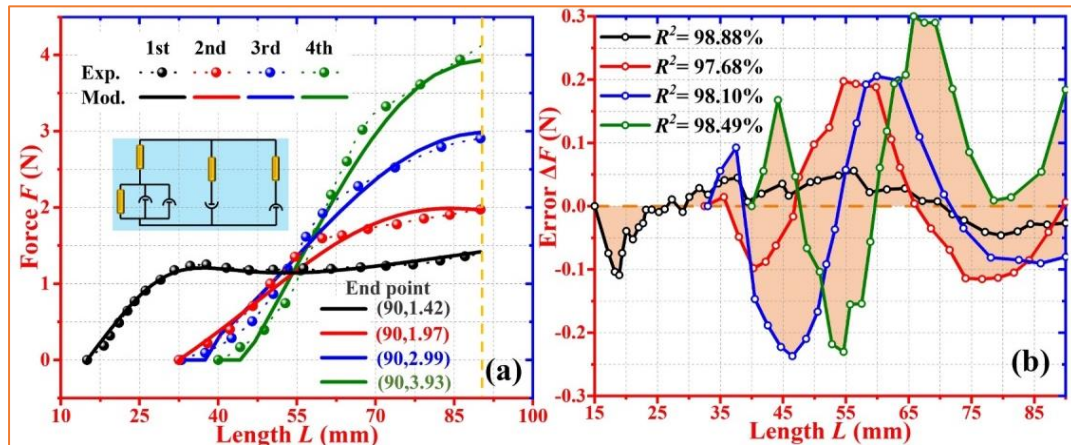 1st 2nd 3rd 4th
Exp.
Mod.
Force F (N)
4
3
2
1
0
End point
(90,1.42)
(90,1.97)
(90,2.99)
(90,3.93)
(a)
10 25 40 55 70 85 100
Length L (mm)
R²= 98.88%
R²= 97.68%
R²= 98.10%
R²= 98.49%
Error ΔF (N)
0.3
0.2
0.1
0.0
-0.1
-0.2
-0.3
(b)
15 25 35 45 55 65 75 85
Length L (mm)